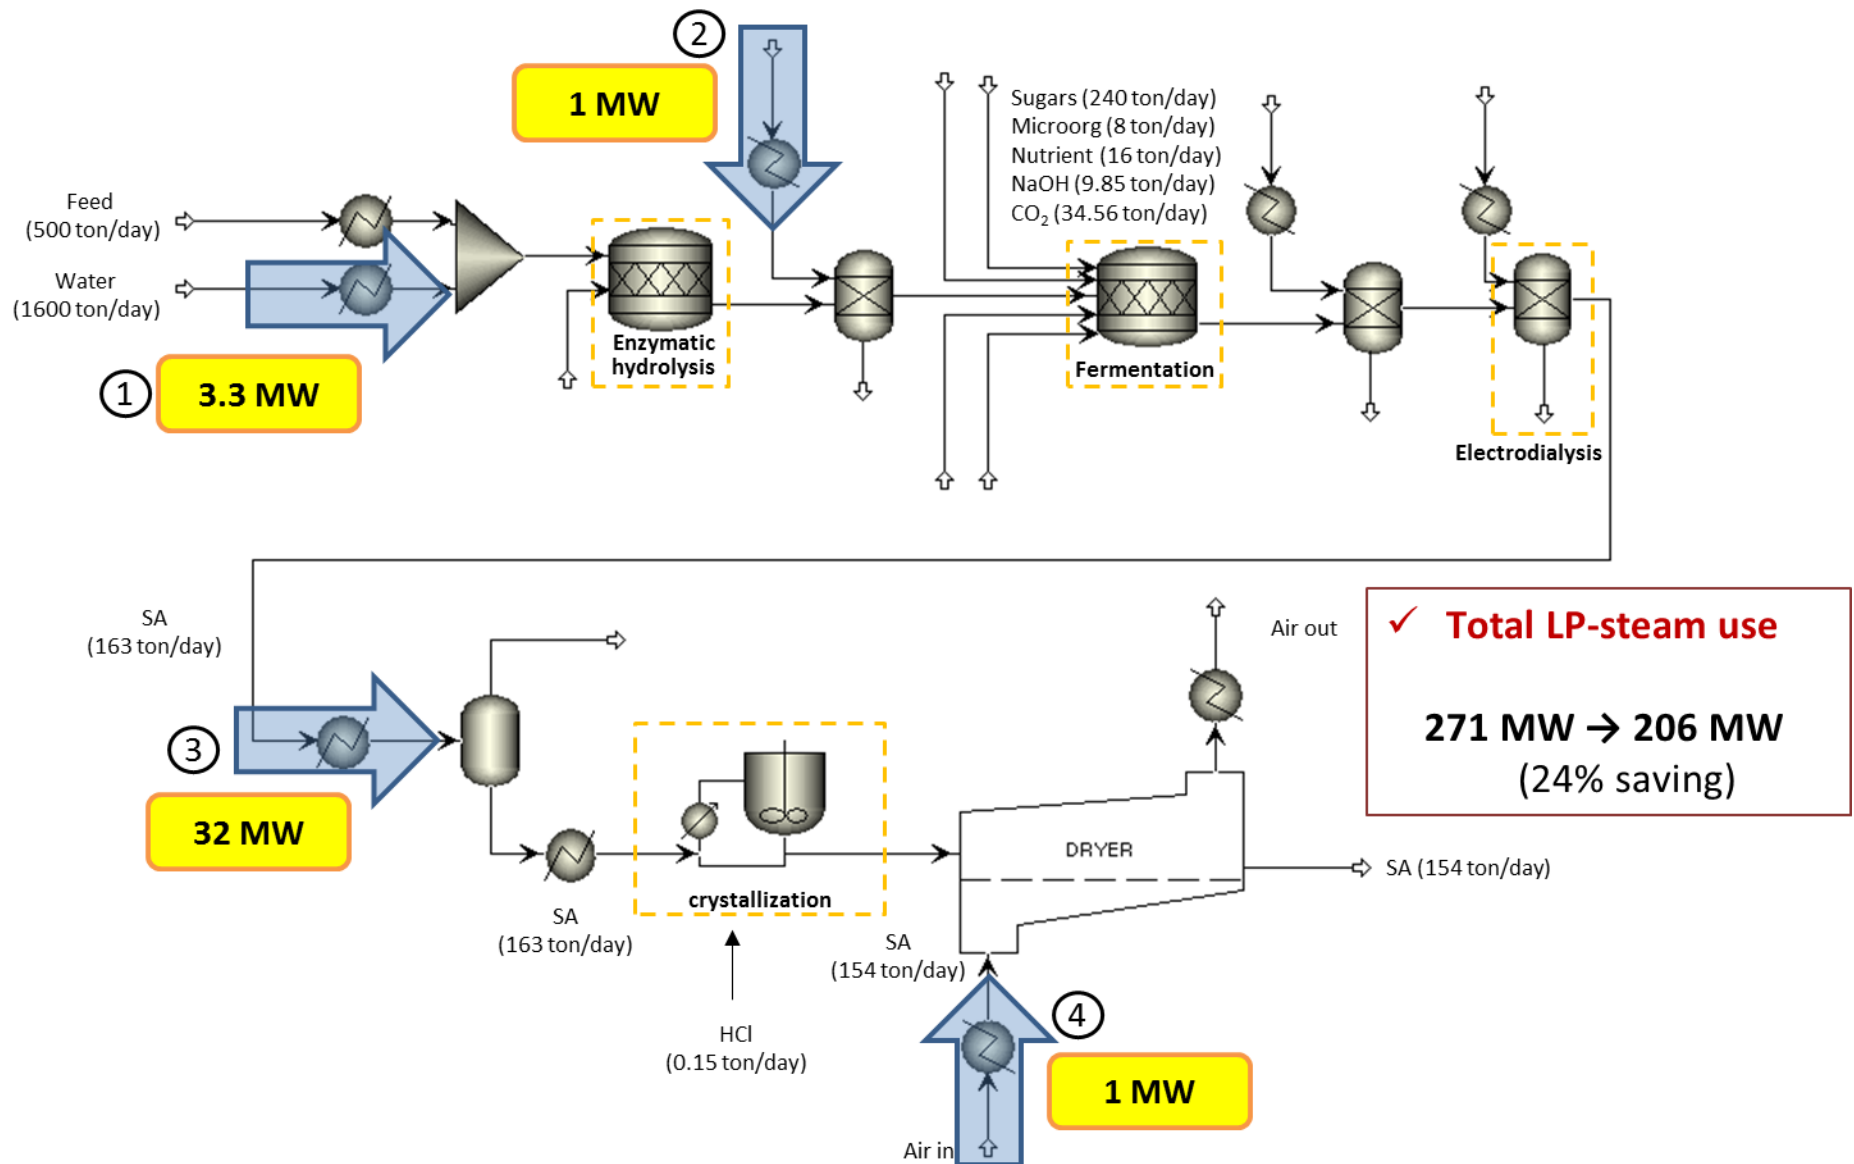 ②
1 MW
Sugars (240 ton/day)
Microorg (8 ton/day)
Nutrient (16 ton/day)
NaOH (9.85 ton/day)
CO₂ (34.56 ton/day)
Feed
(500 ton/day)
Water
(1600 ton/day)
①
3.3 MW
Enzymatic
hydrolysis
Fermentation
Electrodialysis
SA
(163 ton/day)
③
32 MW
SA
(163 ton/day)
crystallization
HCl
(0.15 ton/day)
SA
(154 ton/day)
DRYER
Air out
SA (154 ton/day)
④
1 MW
Air in
✓ Total LP-steam use
271 MW → 206 MW
(24% saving)